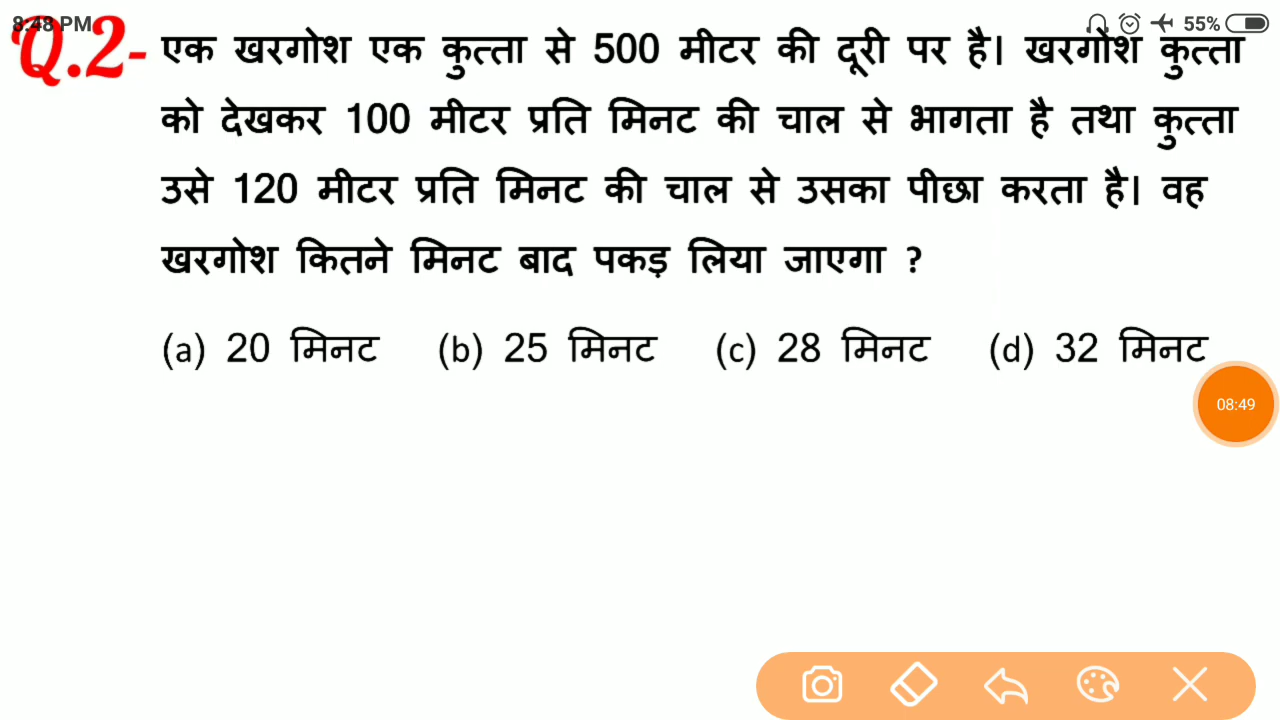 8:48 PM
55%
Q.2- एक खरगोश एक कुत्ता से 500 मीटर की दूरी पर है। खरगोश कुत्ता
को देखकर 100 मीटर प्रति मिनट की चाल से भागता है तथा कुत्ता
उसे 120 मीटर प्रति मिनट की चाल से उसका पीछा करता है। वह
खरगोश कितने मिनट बाद पकड़ लिया जाएगा ?
(a) 20 मिनट (b) 25 मिनट (c) 28 मिनट (d) 32 मिनट
08:49